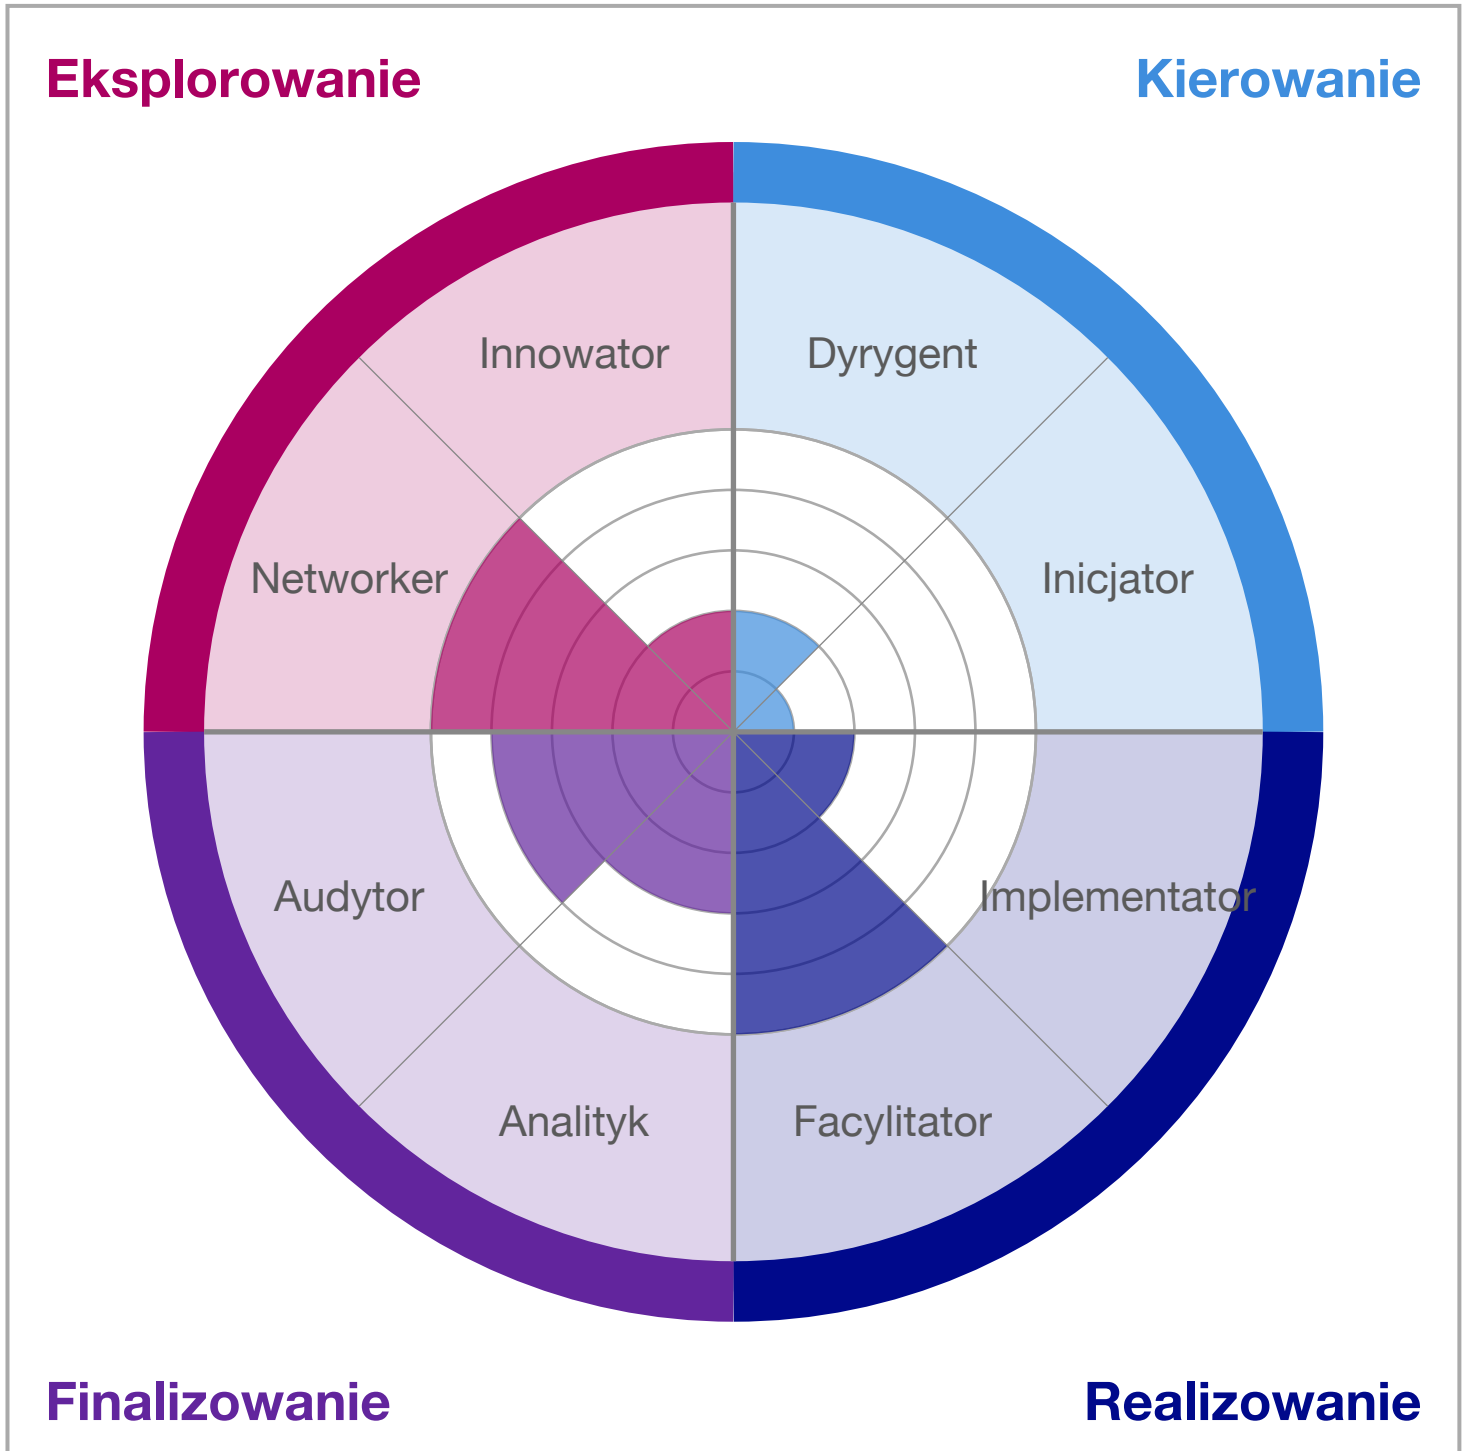 Eksplorowanie
Kierowanie
Innowator
Dyrygent
Networker
Inicjator
Audytor
Implementator
Analityk
Facylitator
Finalizowanie
Realizowanie